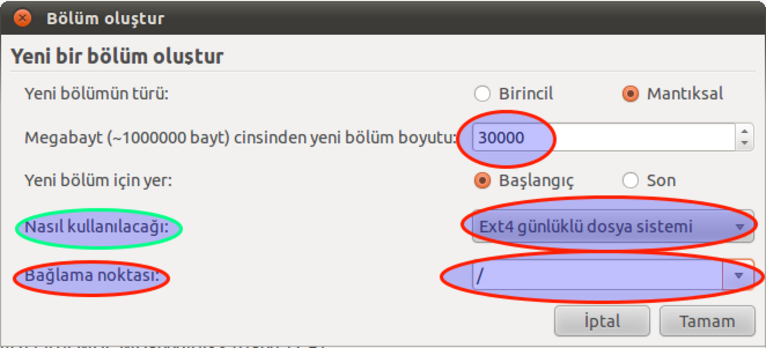 Bölüm oluştur
Yeni bir bölüm oluştur
Yeni bölümün türü: Birincil Mantıksal
Megabayt (~1000000 bayt) cinsinden yeni bölüm boyutu: 30000
Yeni bölüm için yer: Başlangıç Son
Nasıl kullanılacağı: Ext4 günlüklü dosya sistemi
Bağlama noktası: /
İptal Tamam